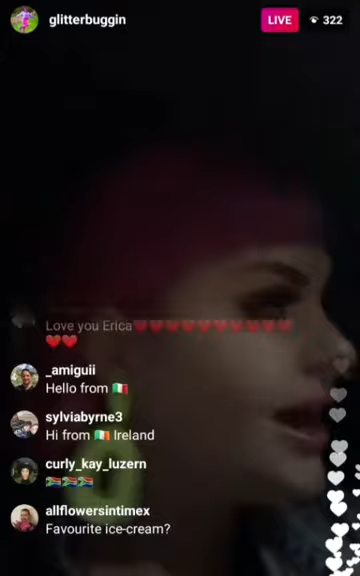 glitterbuggin
LIVE 322
Love you Erica❤️❤️❤️❤️❤️❤️❤️❤️❤️❤️
❤️❤️
_amiguii
Hello from 🇮🇹
sylviabyrne3
Hi from 🇮🇪 Ireland
curly_kay_luzern
🇿🇦🇿🇦🇿🇦
allflowersintimex
Favourite ice-cream?